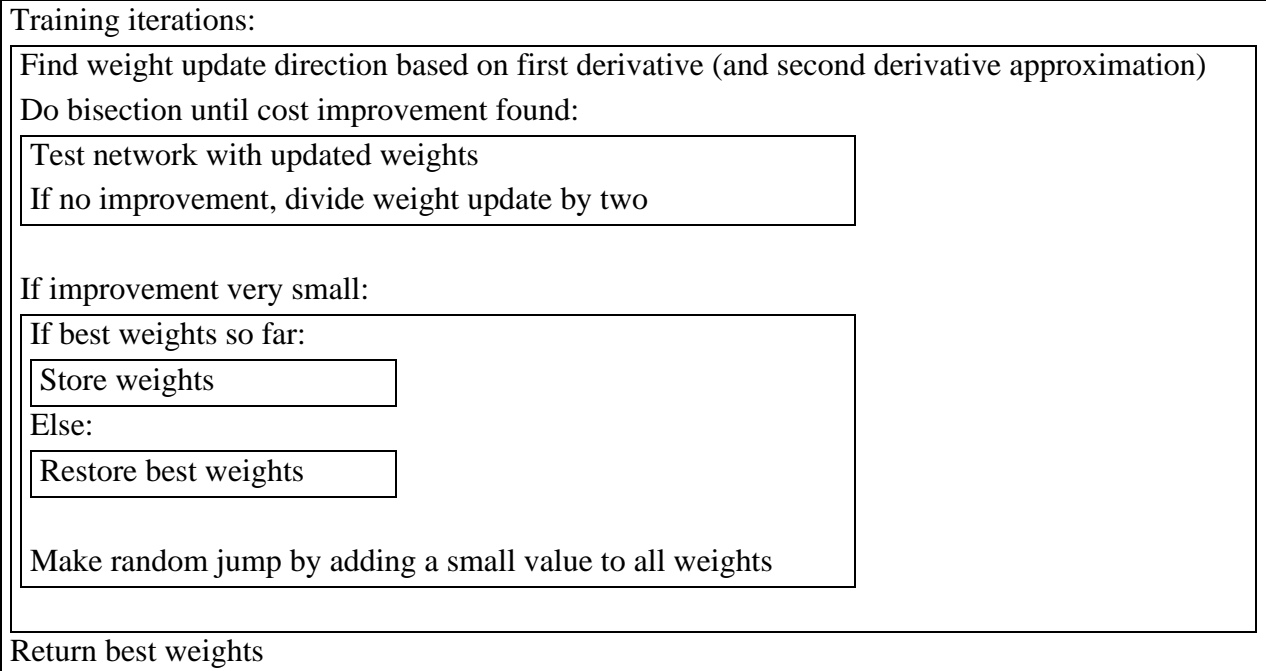 Training iterations:
Find weight update direction based on first derivative (and second derivative approximation)
Do bisection until cost improvement found:
Test network with updated weights
If no improvement, divide weight update by two
If improvement very small:
If best weights so far:
Store weights
Else:
Restore best weights
Make random jump by adding a small value to all weights
Return best weights